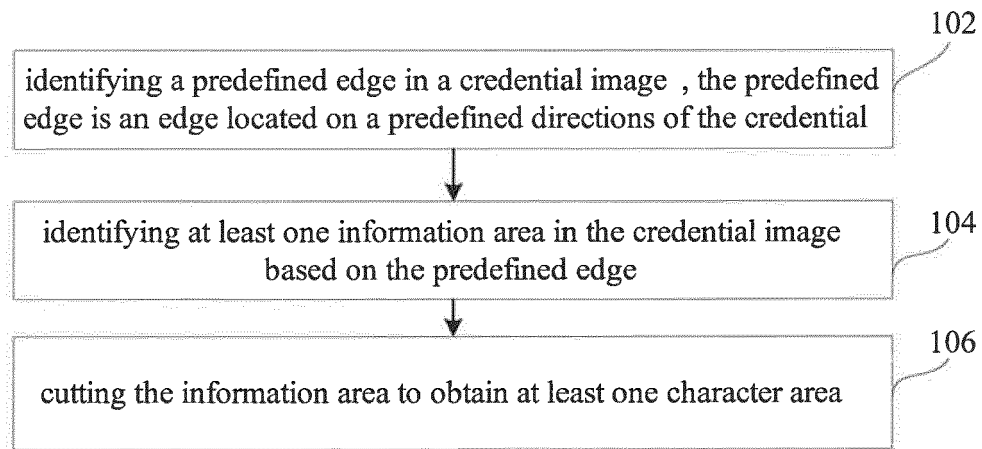 102
identifying a predefined edge in a credential image , the predefined
edge is an edge located on a predefined directions of the credential
104
identifying at least one information area in the credential image
based on the predefined edge
106
cutting the information area to obtain at least one character area